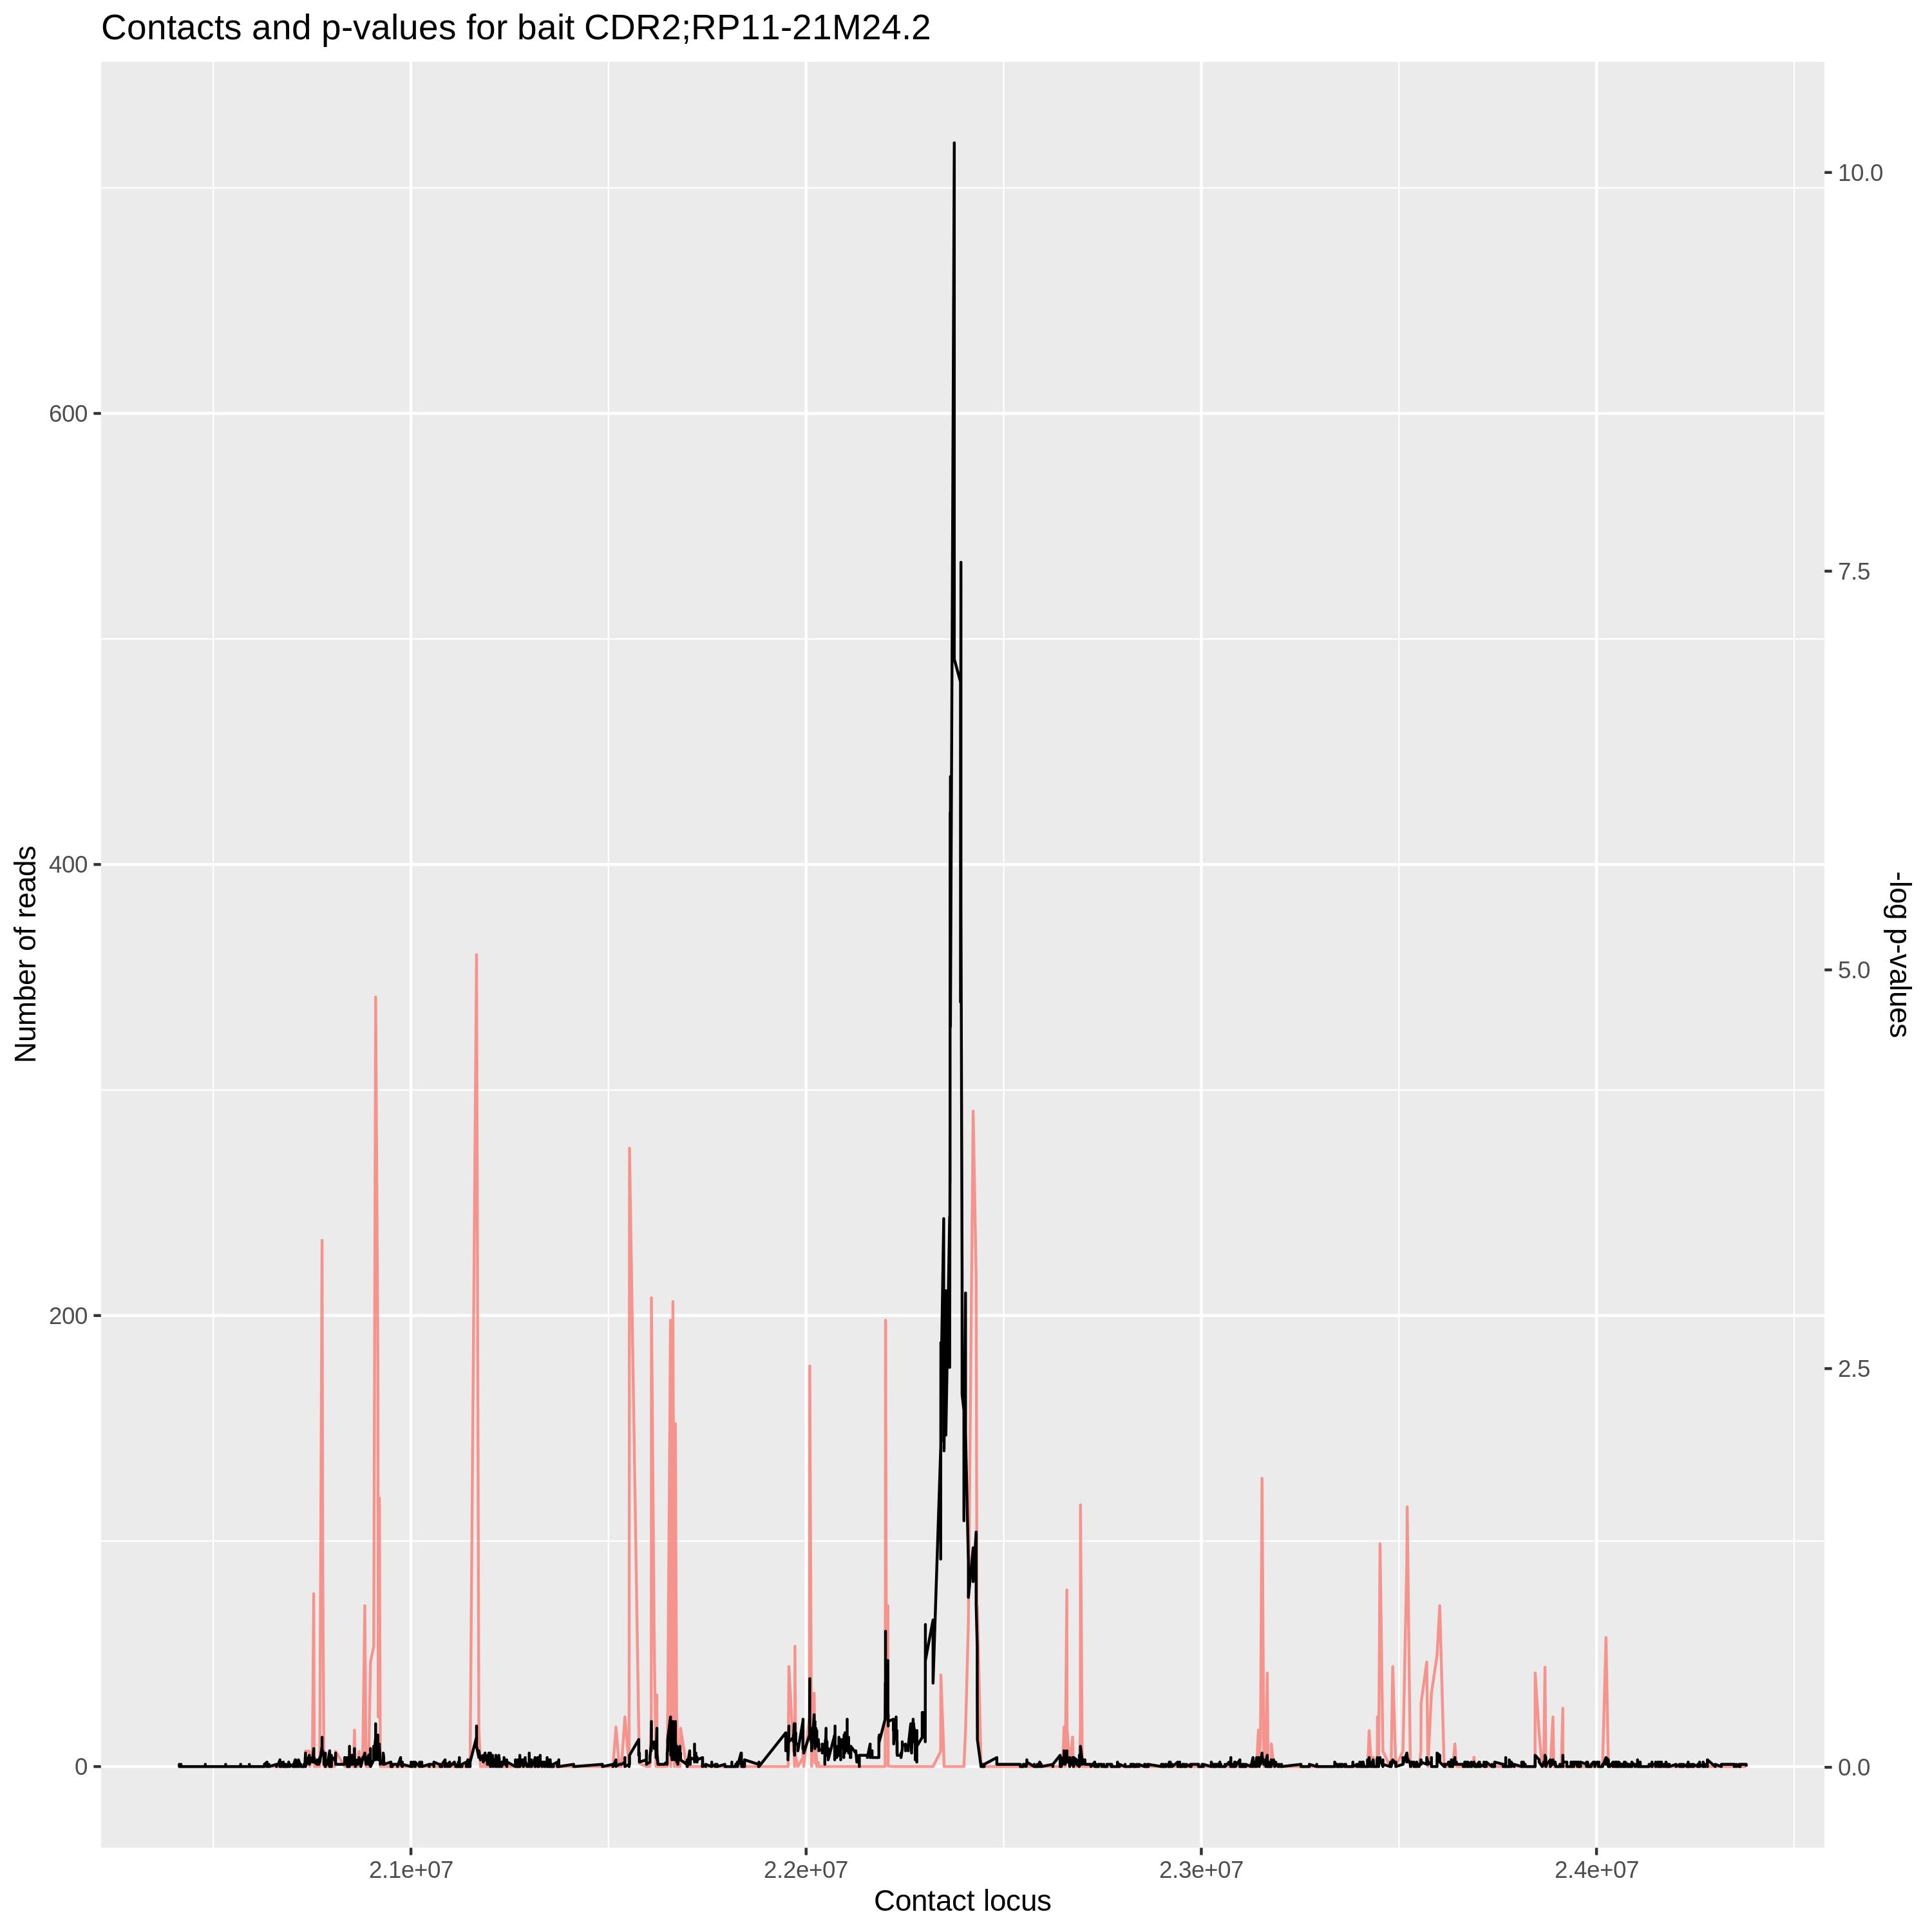 Contacts and p-values for bait CDR2;RP11-21M24.2
10.0
7.5
5.0
2.5
0.0
600
400
200
0
Number of reads
-log p-values
2.1e+07
2.2e+07
2.3e+07
2.4e+07
Contact locus